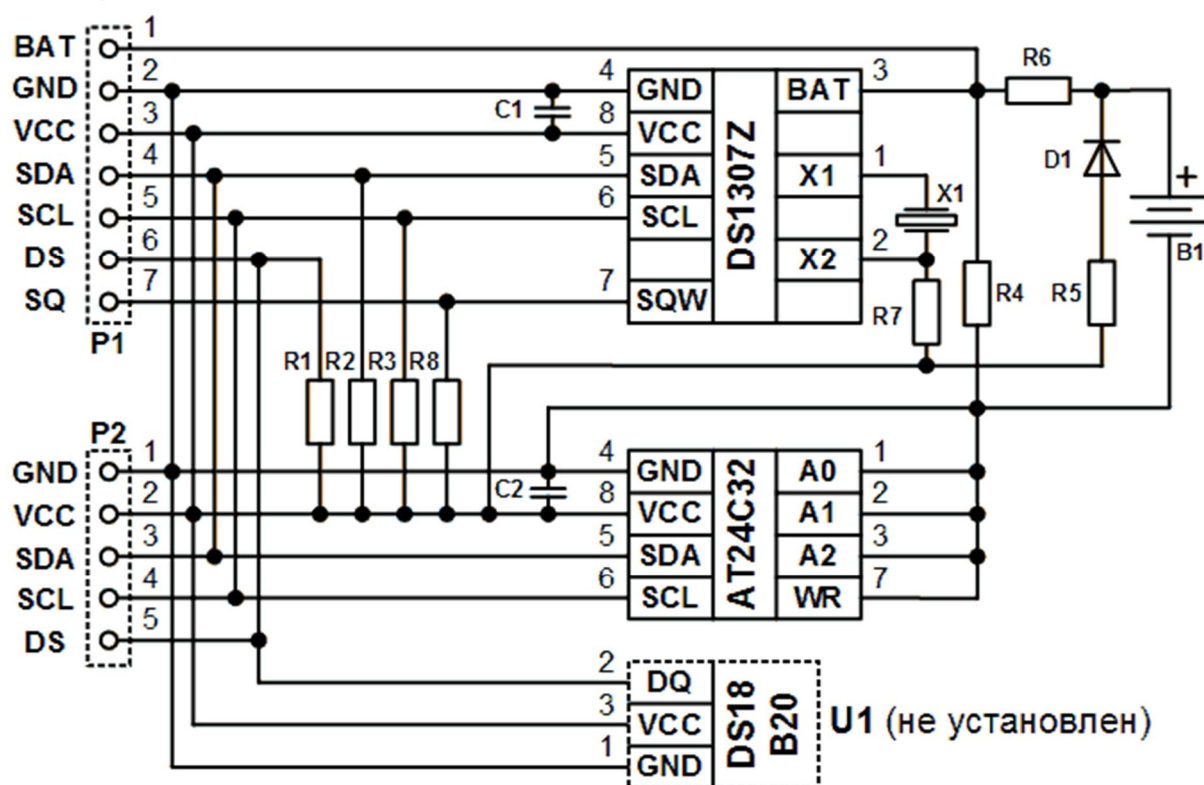 BAT 1
GND 2
VCC 3
SDA 4
SCL 5
DS 6
SQ 7
P1
4 GND
8 VCC
5 SDA
6 SCL
7 SQW
DS1307Z
BAT 3
X1 1
X2 2
C1
X1
R7
R6
D1
+
B1
R4
R5
R1 R2 R3 R8
P2
GND 1
VCC 2
SDA 3
SCL 4
DS 5
C2
4 GND
8 VCC
5 SDA
6 SCL
AT24C32
A0 1
A1 2
A2 3
WR 7
2 DQ
3 VCC
1 GND
DS18
B20
U1 (не установлен)